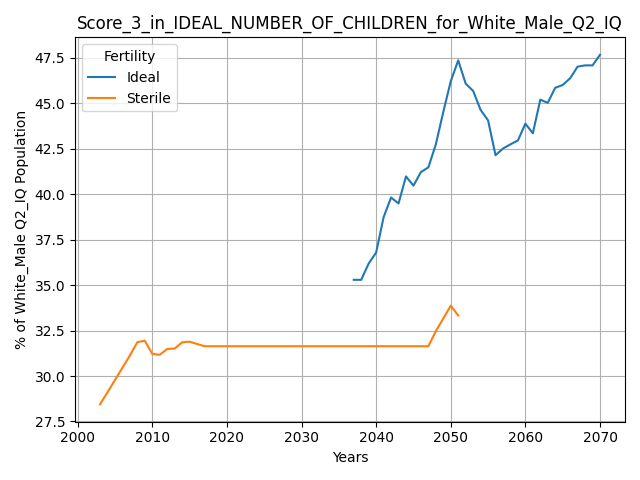 Score_3_in_IDEAL_NUMBER_OF_CHILDREN_for_White_Male_Q2_IQ
Fertility
Ideal
Sterile
% of White_Male Q2_IQ Population
47.5
45.0
42.5
40.0
37.5
35.0
32.5
30.0
27.5
2000 2010 2020 2030 2040 2050 2060 2070
Years